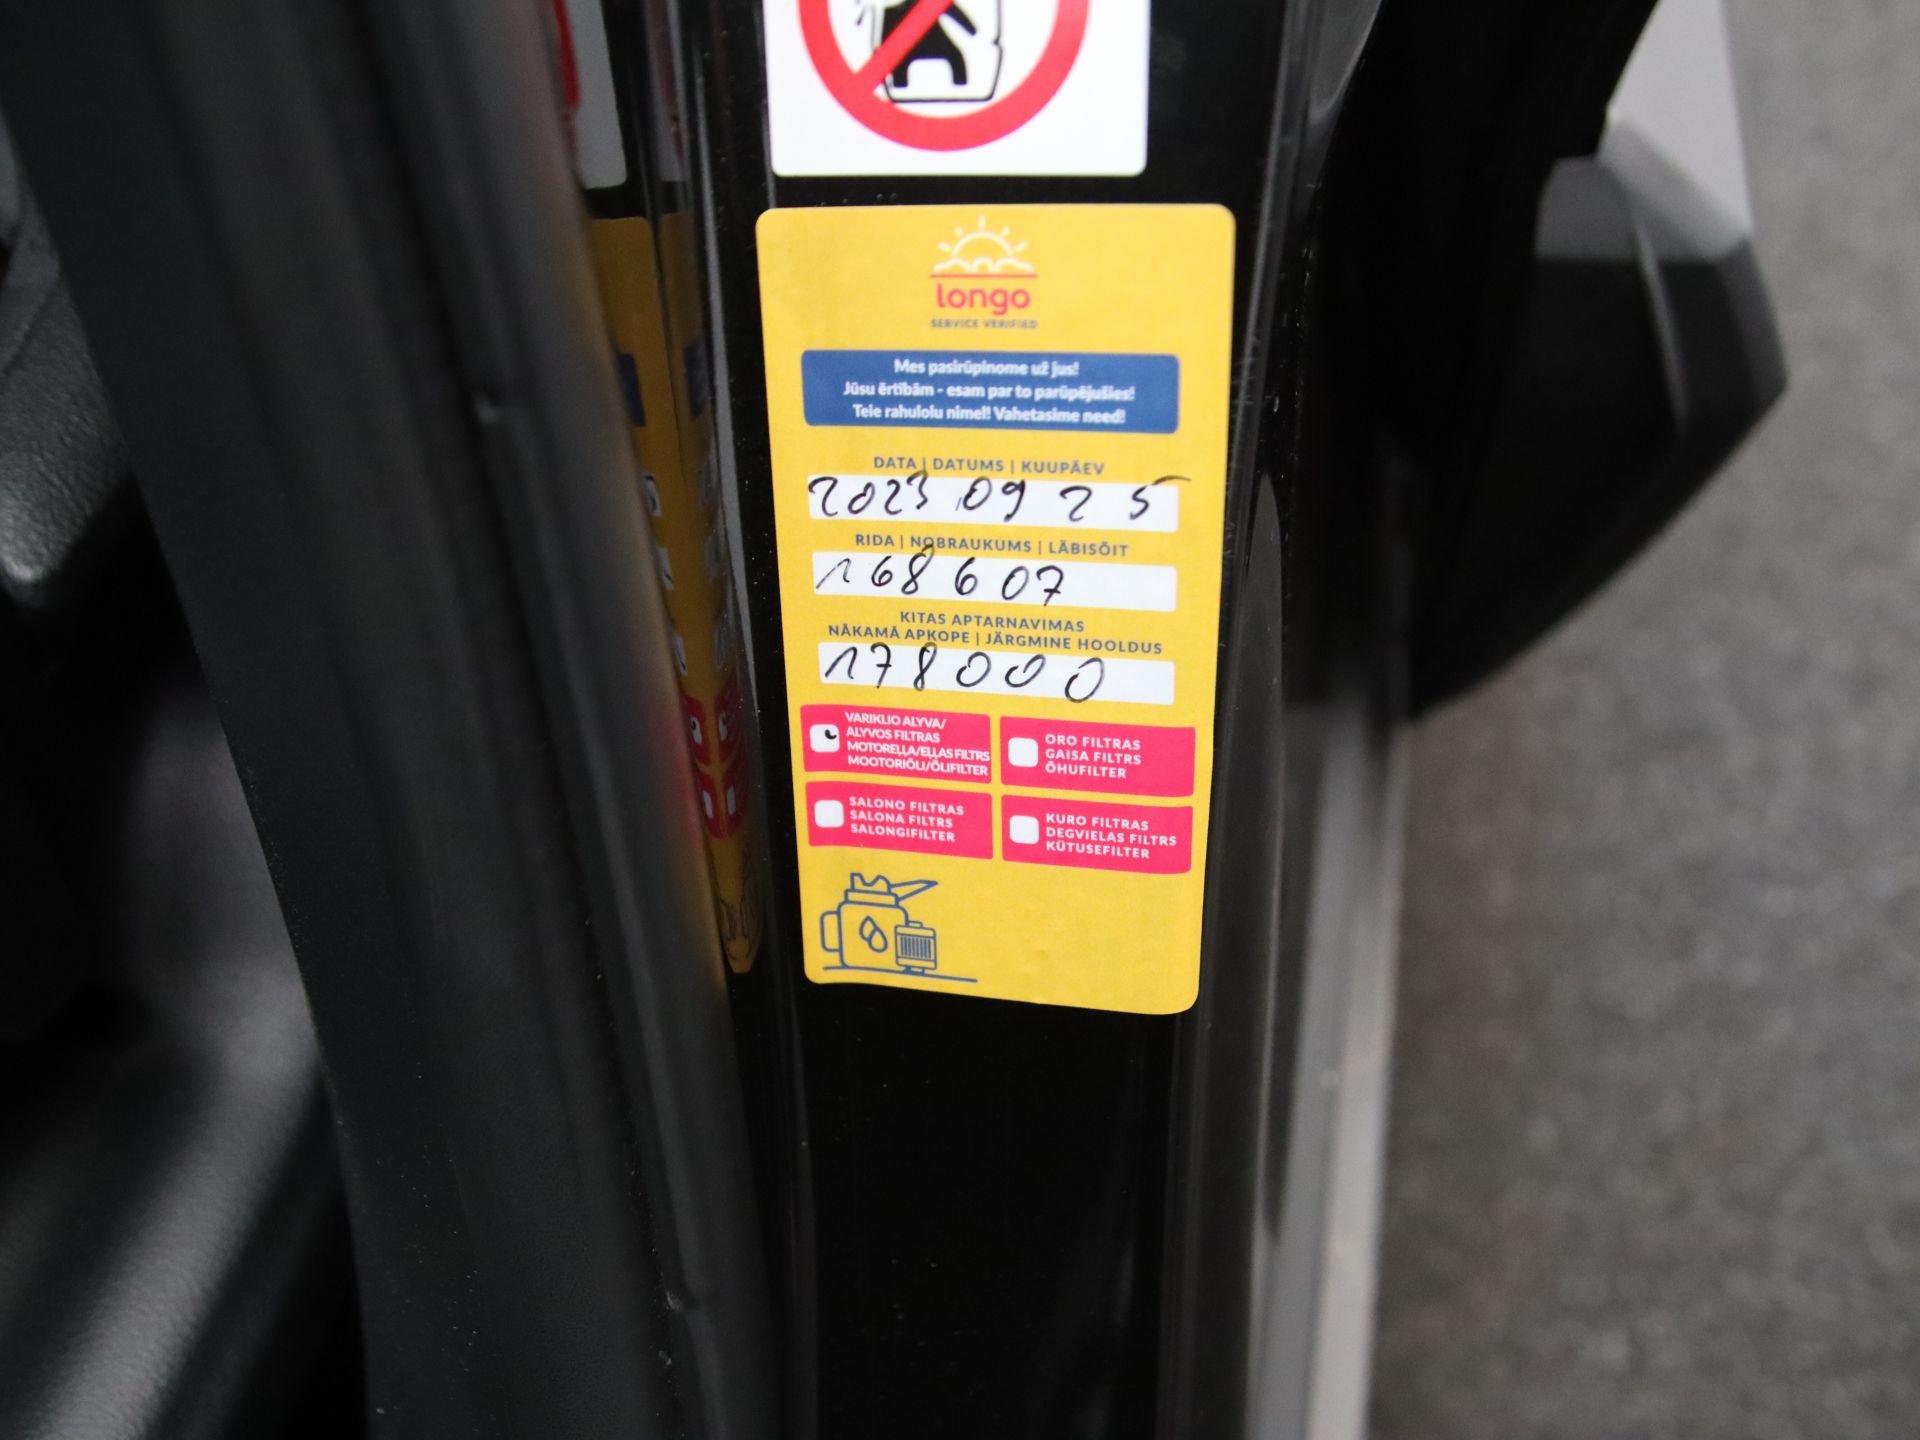 longo
SERVICE VERIFIED
Mes pasirūpinome už jus!
Jūsu ērtībām - esam par to parūpējušies!
Teie rahulolu nimel! Vahetasime need!
DATA | DATUMS | KUUPÄEV
2023 09 25
RIDA | NOBRAUKUMS | LÄBISÕIT
168607
KITAS APTARNAVIMAS
NĀKAMĀ APKOPE | JÄRGMINE HOOLDUS
178000
VARIKLIO ALYVA/
ALYVOS FILTRAS
MOTOREĻĻA/EĻĻAS FILTRS
MOOTORIÕLI/ÕLIFILTER
ORO FILTRAS
GAISA FILTRS
ÕHUFILTER
SALONO FILTRAS
SALONA FILTRS
SALONGIFILTER
KURO FILTRAS
DEGVIELAS FILTRS
KÜTUSEFILTER